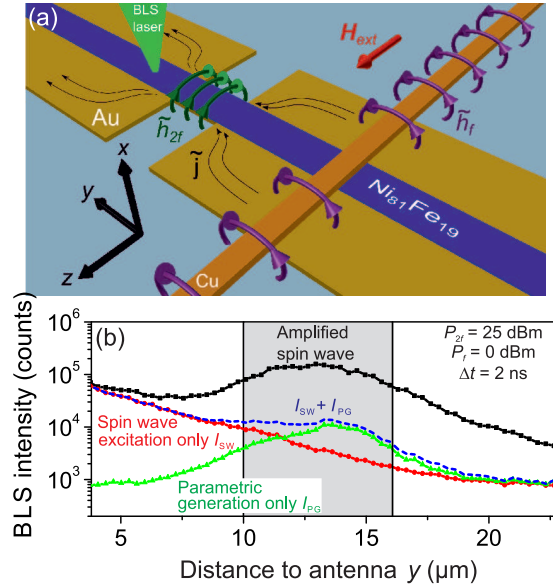 (a)
BLS
laser
H_ext
Au
h̃_2f
h̃_f
j̃
x
y
z
Ni81Fe19
Cu
(b)
10^6
10^5
10^4
10^3
BLS intensity (counts)
Amplified
spin wave
P_2f = 25 dBm
P_f = 0 dBm
Δt = 2 ns
I_SW + I_PG
Spin wave
excitation only I_SW
Parametric
generation only I_PG
5 10 15 20
Distance to antenna y (μm)